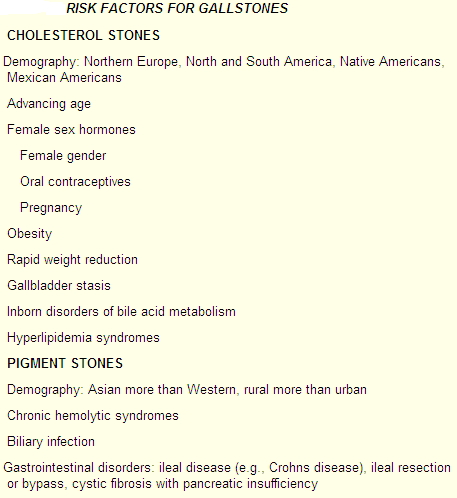 RISK FACTORS FOR GALLSTONES
CHOLESTEROL STONES
Demography: Northern Europe, North and South America, Native Americans,
Mexican Americans
Advancing age
Female sex hormones
Female gender
Oral contraceptives
Pregnancy
Obesity
Rapid weight reduction
Gallbladder stasis
Inborn disorders of bile acid metabolism
Hyperlipidemia syndromes
PIGMENT STONES
Demography: Asian more than Western, rural more than urban
Chronic hemolytic syndromes
Biliary infection
Gastrointestinal disorders: ileal disease (e.g., Crohns disease), ileal resection
or bypass, cystic fibrosis with pancreatic insufficiency